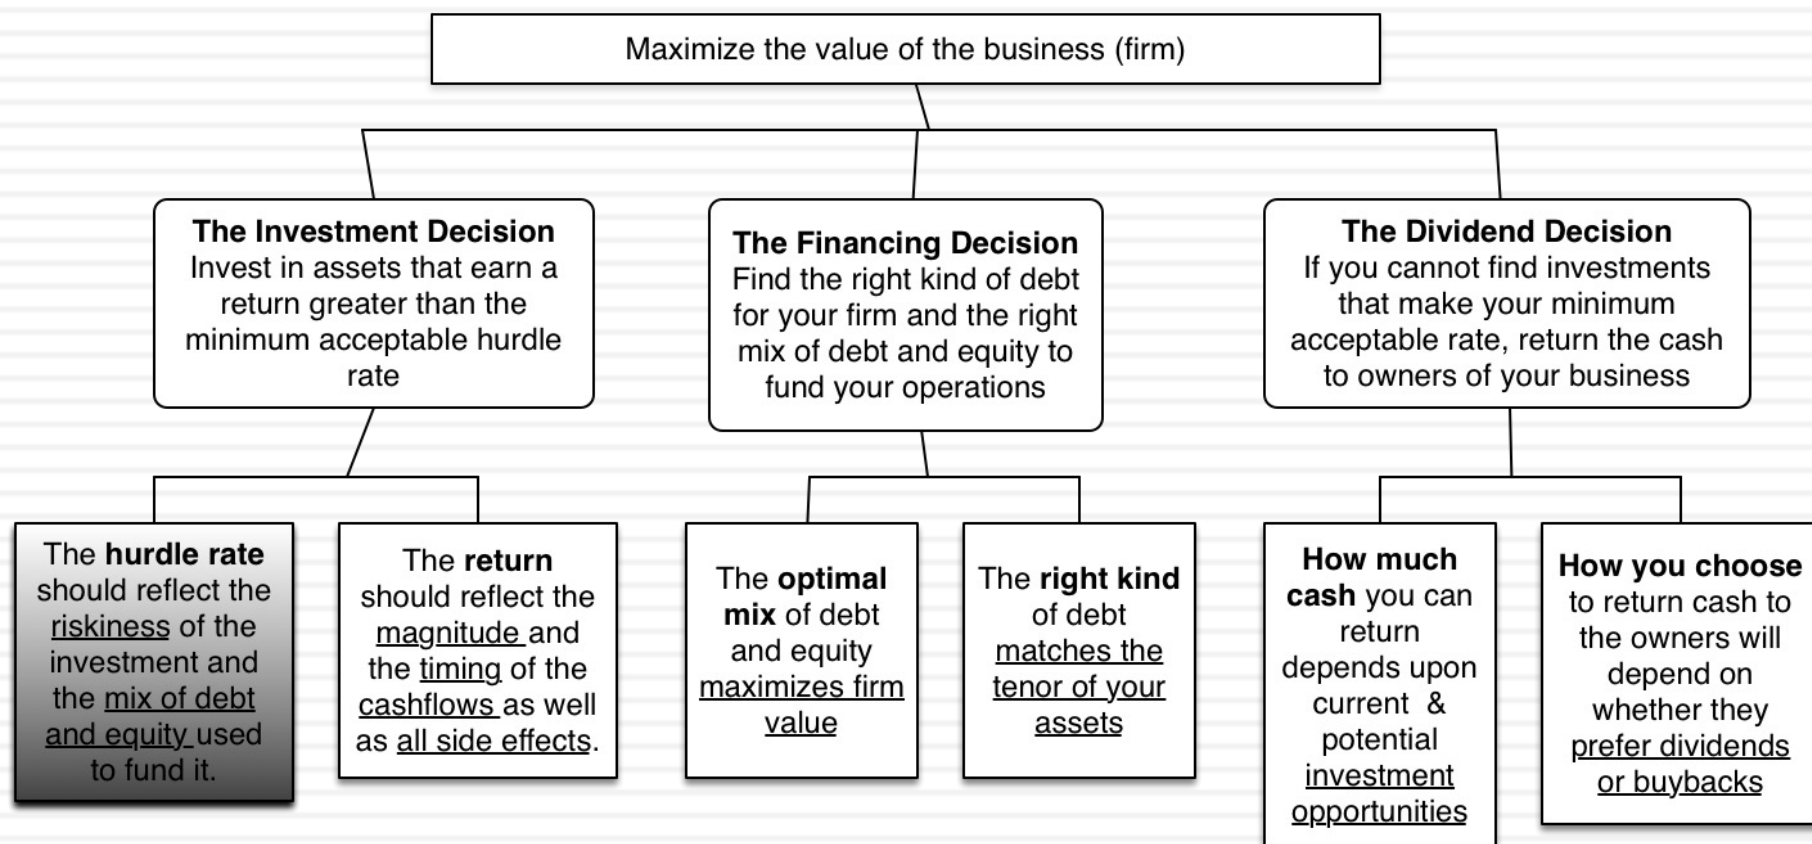 Maximize the value of the business (firm)
The Investment Decision
Invest in assets that earn a
return greater than the
minimum acceptable hurdle
rate
The Financing Decision
Find the right kind of debt
for your firm and the right
mix of debt and equity to
fund your operations
The Dividend Decision
If you cannot find investments
that make your minimum
acceptable rate, return the cash
to owners of your business
The hurdle rate
should reflect the
riskiness of the
investment and
the mix of debt
and equity used
to fund it.
The return
should reflect the
magnitude and
the timing of the
cashflows as well
as all side effects.
The optimal
mix of debt
and equity
maximizes firm
value
The right kind
of debt
matches the
tenor of your
assets
How much
cash you can
return
depends upon
current & 
potential
investment
opportunities
How you choose
to return cash to
the owners will
depend on
whether they
prefer dividends
or buybacks